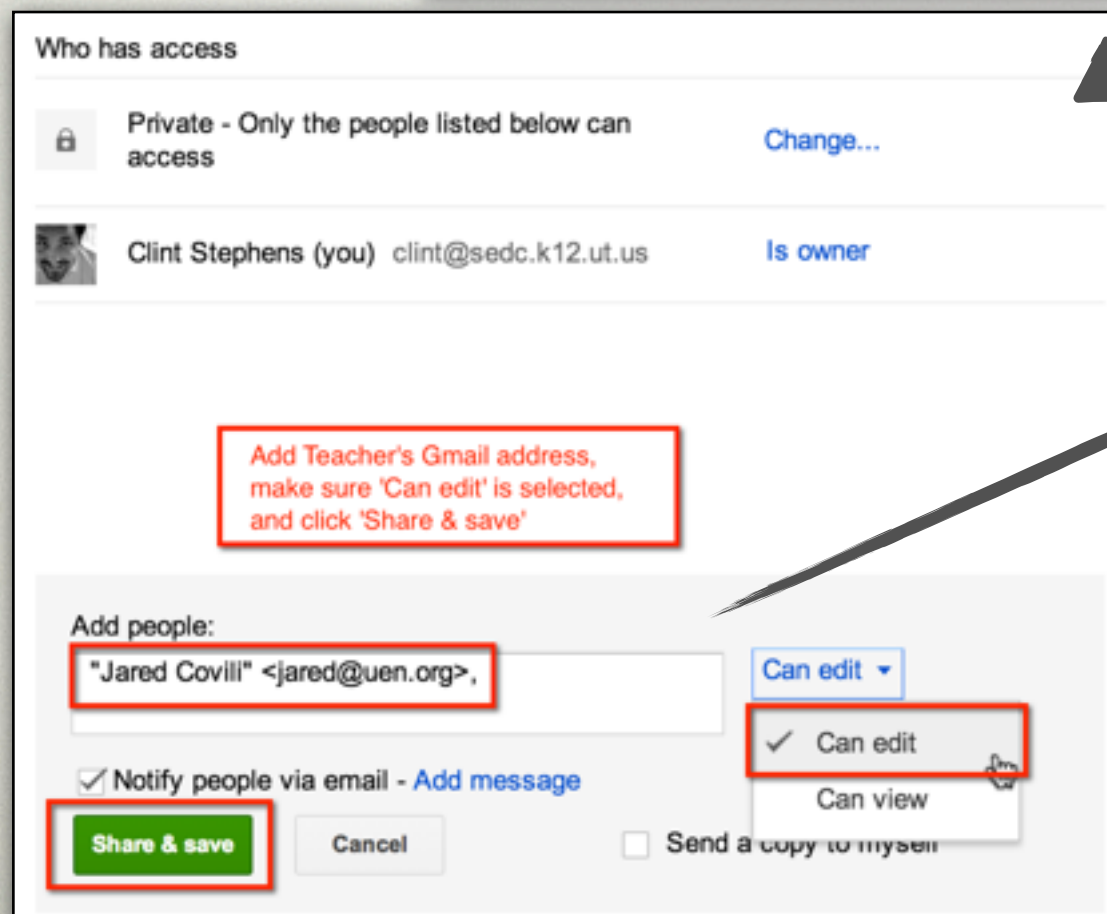 Who has access
Private - Only the people listed below can
access
Change...
Clint Stephens (you) clint@sedc.k12.ut.us
Is owner
Add Teacher's Gmail address,
make sure 'Can edit' is selected,
and click 'Share & save'
Add people:
"Jared Covili" <jared@uen.org>,
Can edit
Can edit
Can view
Notify people via email - Add message
Share & save
Cancel
Send a copy to myself